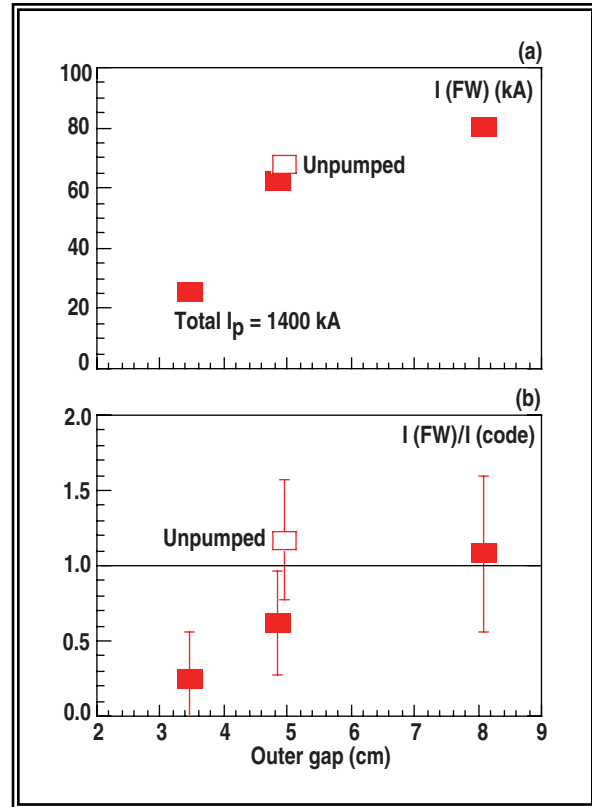 (a)
100
I (FW) (kA)
80
Unpumped
60
40
20
Total Ip = 1400 kA
0
(b)
2.0
I (FW)/I (code)
1.5
Unpumped
1.0
0.5
0.0
2 3 4 5 6 7 8 9
Outer gap (cm)